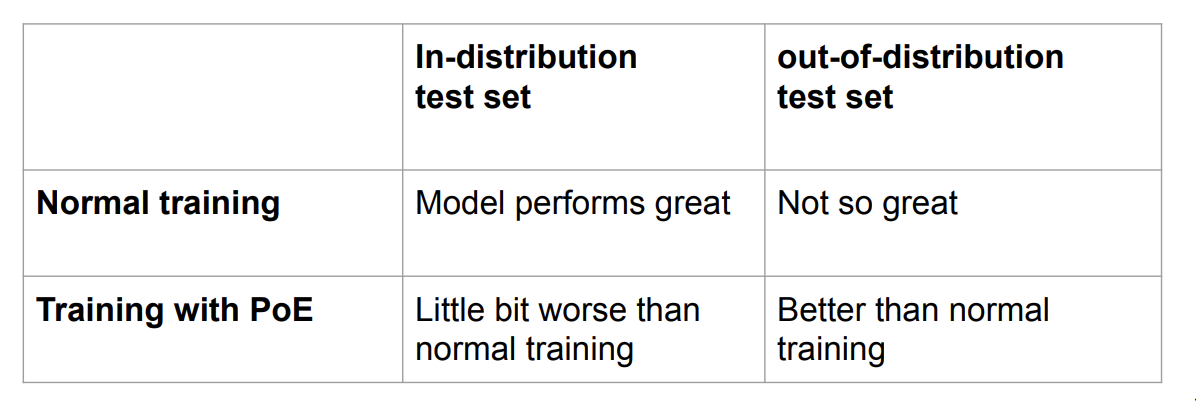 In-distribution
test set
out-of-distribution
test set
Normal training
Model performs great
Not so great
Training with PoE
Little bit worse than
normal training
Better than normal
training